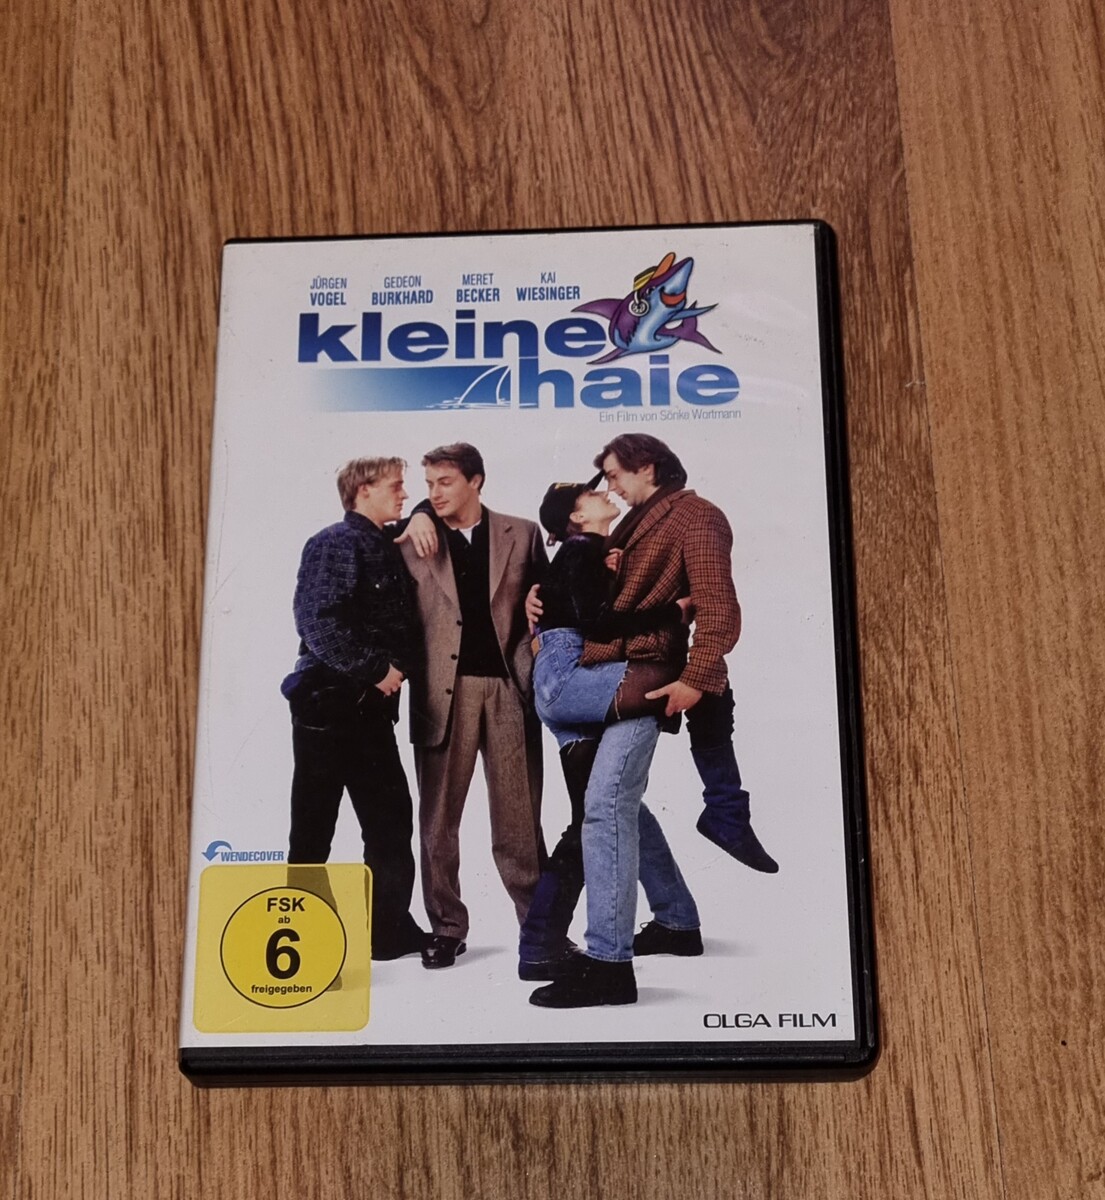 JÜRGEN VOGEL
GEDEON BURKHARD
MERET BECKER
KAI WIESINGER
kleine
haie
Ein Film von Sönke Wortmann
WENDECOVER
FSK
ab
6
freigegeben
OLGA FILM